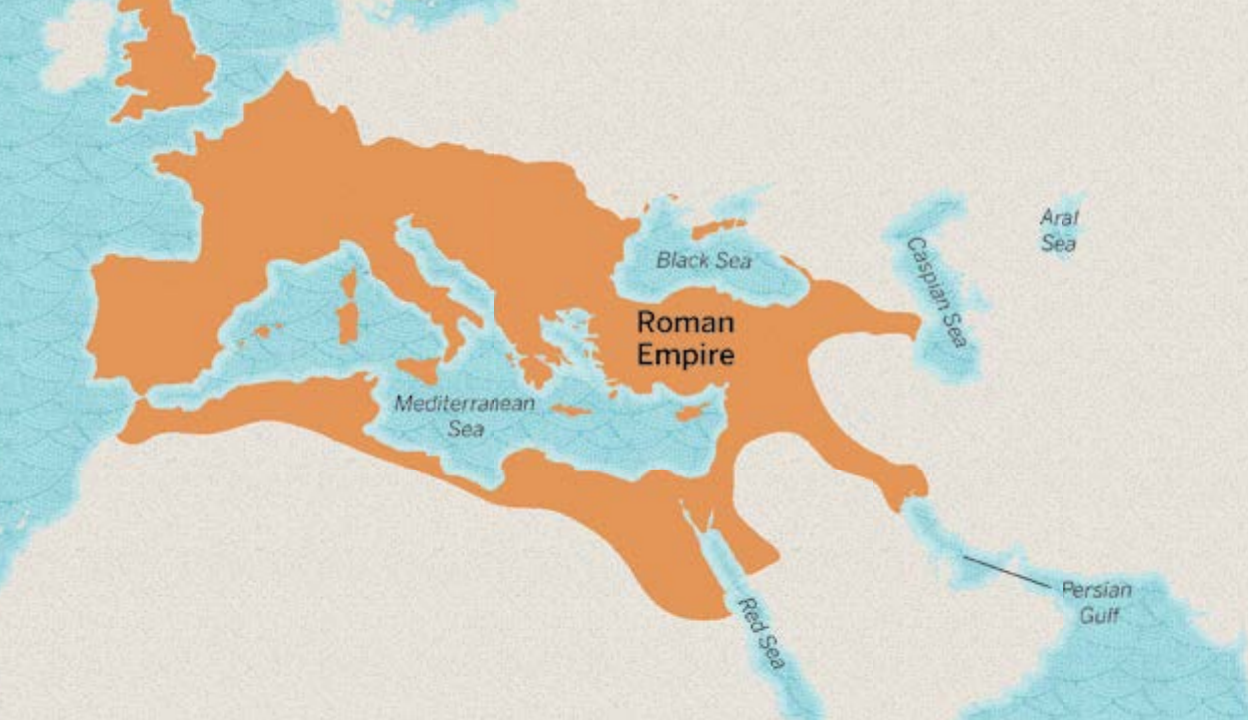 Aral
Sea
Black Sea
Caspian Sea
Roman
Empire
Mediterranean
Sea
Persian
Gulf
Red Sea